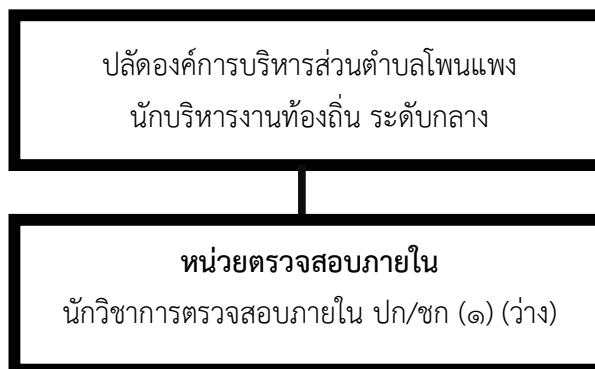 ปลัดองค์การบริหารส่วนตำบลโพนแพง
นักบริหารงานท้องถิ่น ระดับกลาง
หน่วยตรวจสอบภายใน
นักวิชาการตรวจสอบภายใน ปก/ชก (๑) (ว่าง)